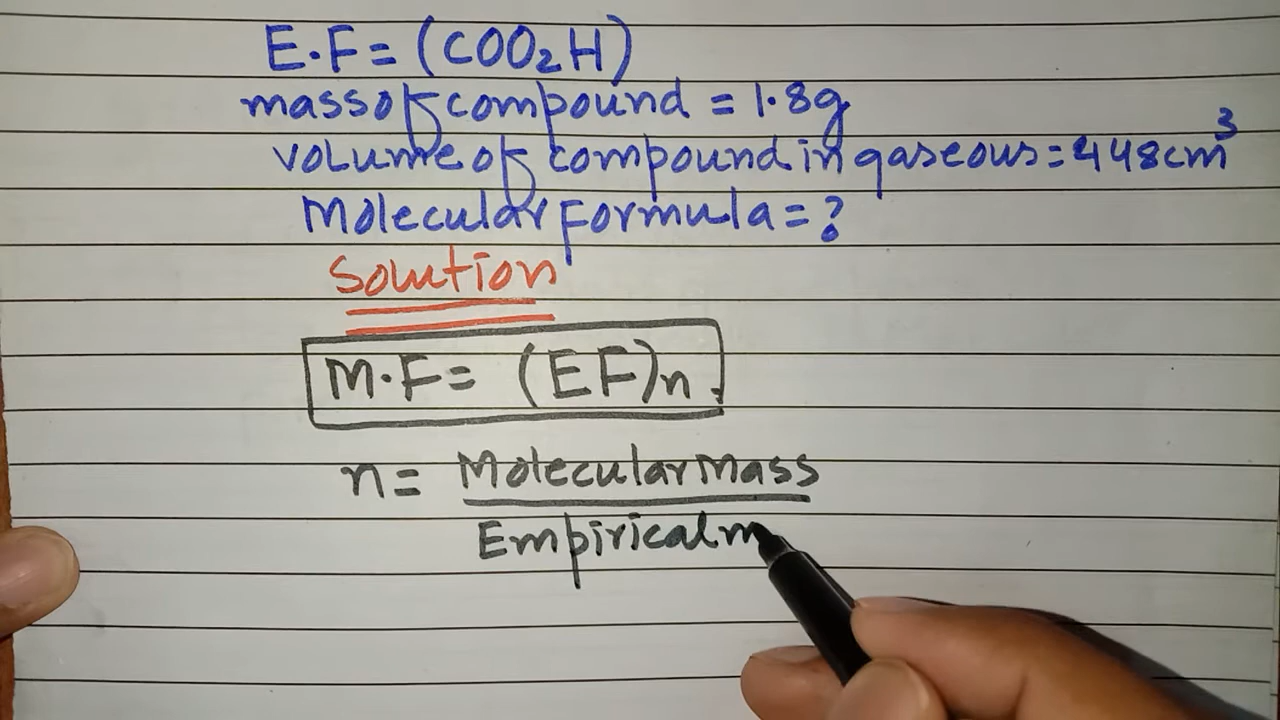 E.F = (COO₂H)
mass of compound = 1.8g
volume of compound in gaseous = 448cm³
Molecular Formula = ?
Solution
M.F = (EF)n.
n = Molecular Mass
Empirical m